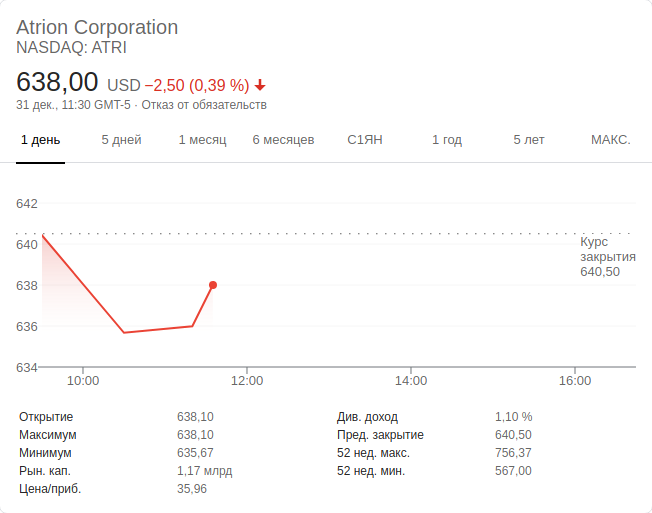 Atrion Corporation
NASDAQ: ATRI
638,00 USD −2,50 (0,39 %)
31 дек., 11:30 GMT-5 · Отказ от обязательств
1 день 5 дней 1 месяц 6 месяцев С1ЯН 1 год 5 лет МАКС.
642
640
638
636
634
Курс
закрытия
640,50
10:00 12:00 14:00 16:00
Открытие 638,10 Див. доход 1,10 %
Максимум 638,10 Пред. закрытие 640,50
Минимум 635,67 52 нед. макс. 756,37
Рын. кап. 1,17 млрд 52 нед. мин. 567,00
Цена/приб. 35,96